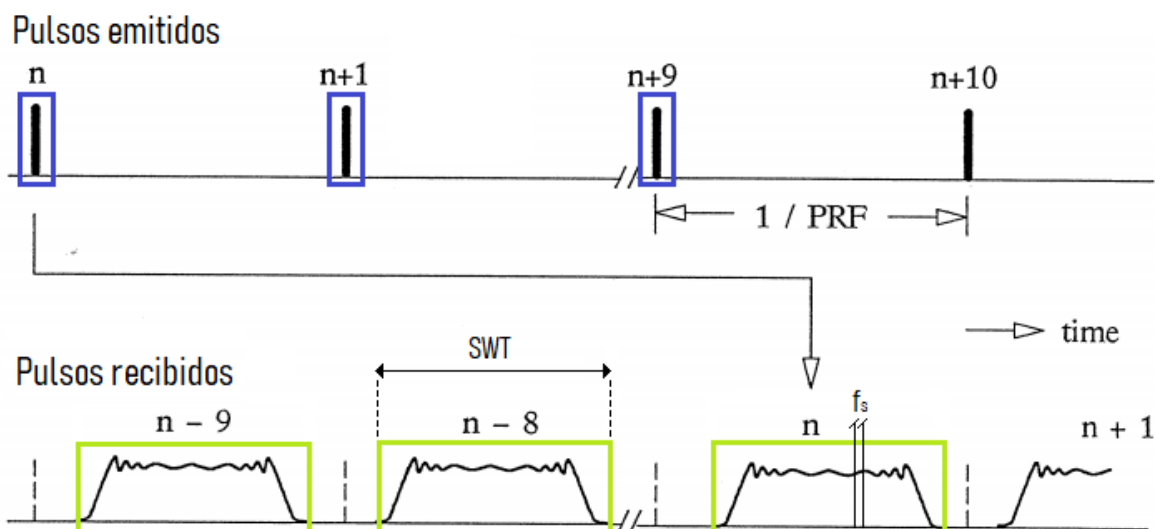 Pulsos emitidos
n n+1 n+9 n+10
1 / PRF
time
SWT
Pulsos recibidos
n - 9 n - 8 n fs n + 1